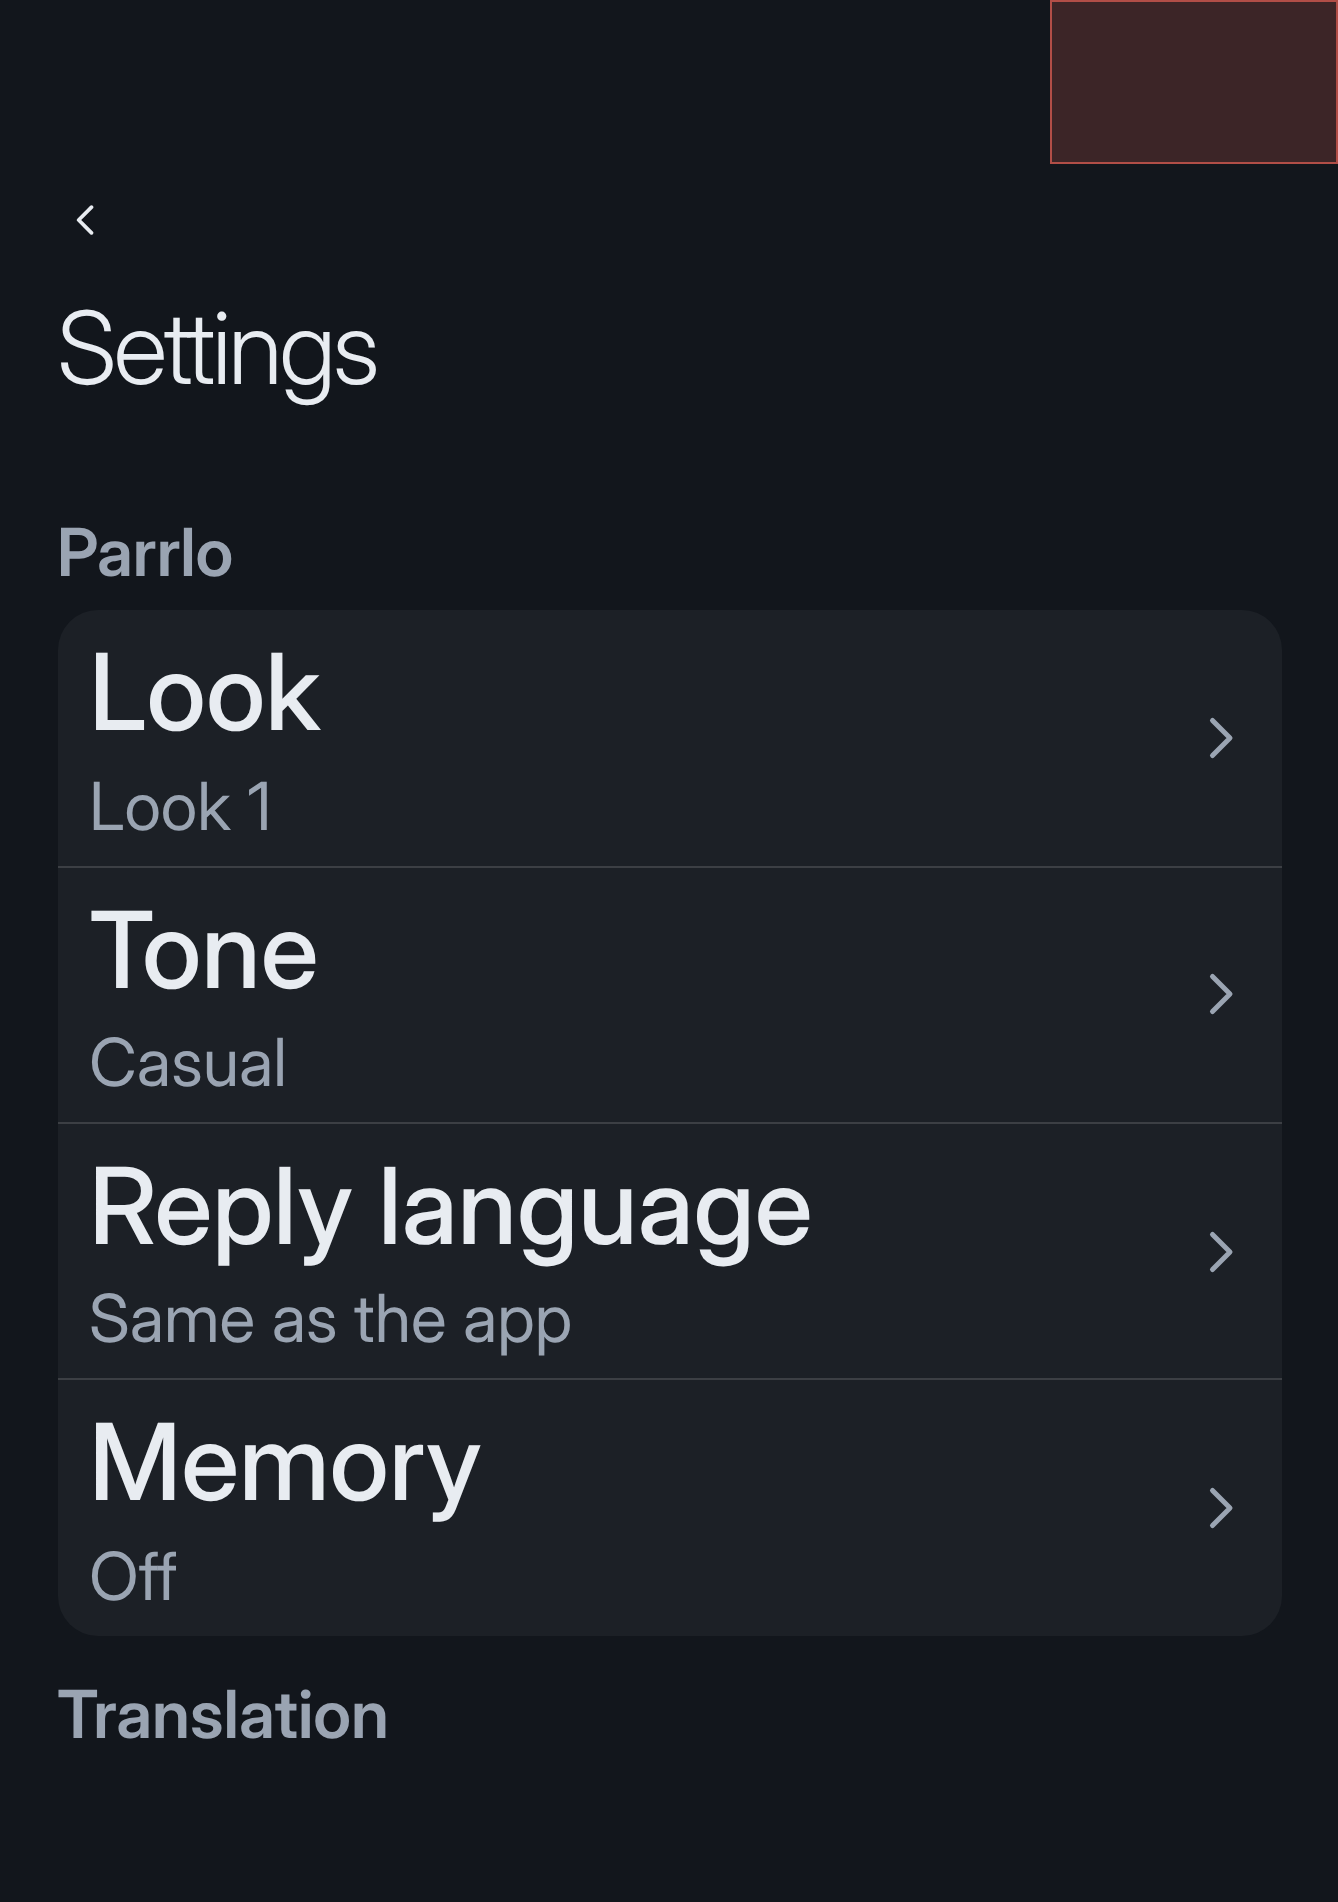 Settings
Parrlo
Look
Look 1
Tone
Casual
Reply language
Same as the app
Memory
Off
Translation